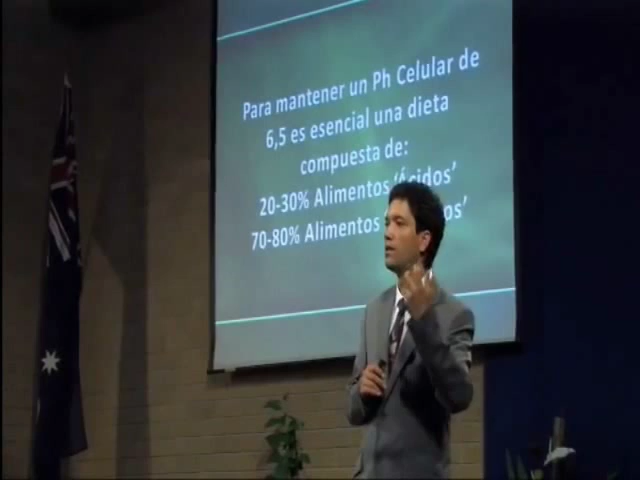 Para mantener un Ph Celular de
6,5 es esencial una dieta
compuesta de:
20-30% Alimentos 'Ácidos'
70-80% Alimentos